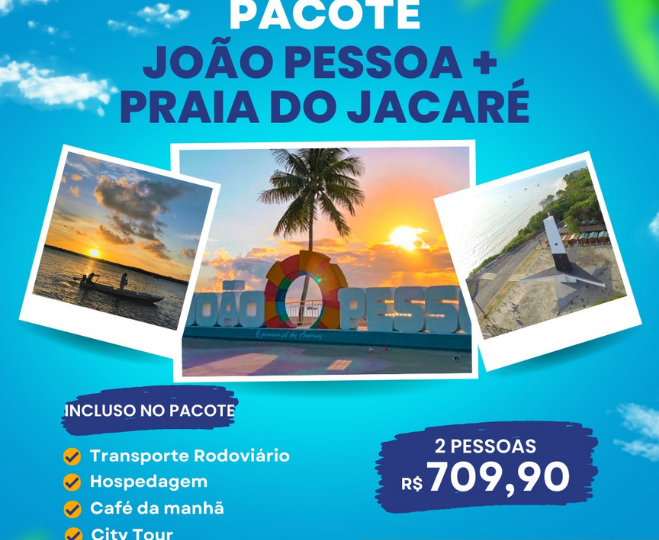 PACOTE
JOÃO PESSOA +
PRAIA DO JACARÉ
JOÃO PESS
INCLUSO NO PACOTE
Transporte Rodoviário
Hospedagem
Café da manhã
City Tour
2 PESSOAS
R$ 709,90